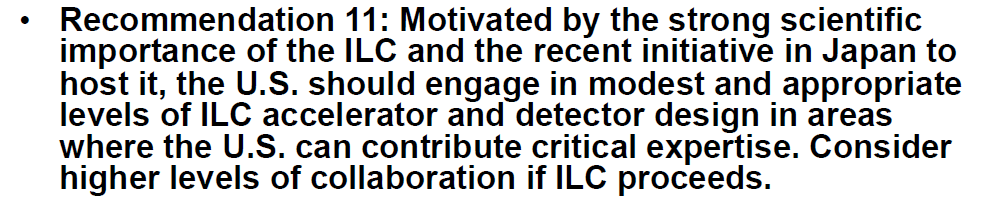 • Recommendation 11: Motivated by the strong scientific
importance of the ILC and the recent initiative in Japan to
host it, the U.S. should engage in modest and appropriate
levels of ILC accelerator and detector design in areas
where the U.S. can contribute critical expertise. Consider
higher levels of collaboration if ILC proceeds.